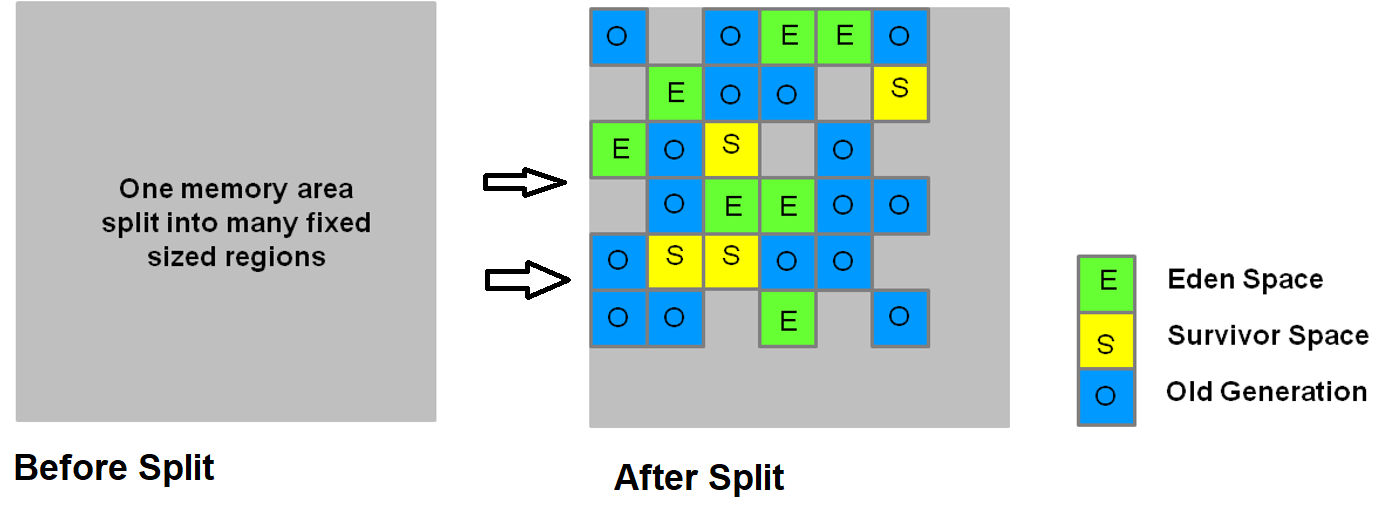 One memory area
split into many fixed
sized regions
O O E E O
E O O S
E O S O
O E E O O
O S S O O
O O E O
E Eden Space
S Survivor Space
O Old Generation
Before Split
After Split